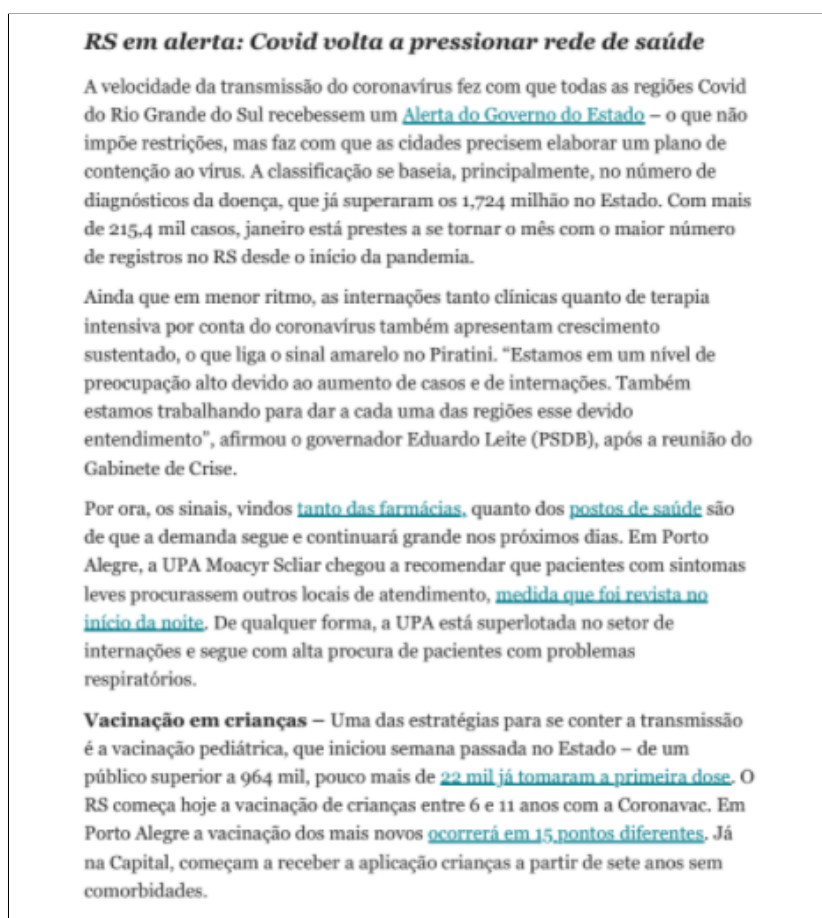 RS em alerta: Covid volta a pressionar rede de saúde
A velocidade da transmissão do coronavírus fez com que todas as regiões Covid
do Rio Grande do Sul recebessem um Alerta do Governo do Estado – o que não
impõe restrições, mas faz com que as cidades precisem elaborar um plano de
contenção ao vírus. A classificação se baseia, principalmente, no número de
diagnósticos da doença, que já superaram os 1,724 milhão no Estado. Com mais
de 215,4 mil casos, janeiro está prestes a se tornar o mês com o maior número
de registros no RS desde o início da pandemia.
Ainda que em menor ritmo, as internações tanto clínicas quanto de terapia
intensiva por conta do coronavírus também apresentam crescimento
sustentado, o que liga o sinal amarelo no Piratini. “Estamos em um nível de
preocupação alto devido ao aumento de casos e de internações. Também
estamos trabalhando para dar a cada uma das regiões esse devido
entendimento”, afirmou o governador Eduardo Leite (PSDB), após a reunião do
Gabinete de Crise.
Por ora, os sinais, vindos tanto das farmácias, quanto dos postos de saúde são
de que a demanda segue e continuará grande nos próximos dias. Em Porto
Alegre, a UPA Moacyr Scliar chegou a recomendar que pacientes com sintomas
leves procurassem outros locais de atendimento, medida que foi revista no
início da noite. De qualquer forma, a UPA está superlotada no setor de
internações e segue com alta procura de pacientes com problemas
respiratórios.
Vacinação em crianças – Uma das estratégias para se conter a transmissão
é a vacinação pediátrica, que iniciou semana passada no Estado – de um
público superior a 964 mil, pouco mais de 22 mil já tomaram a primeira dose. O
RS começa hoje a vacinação de crianças entre 6 e 11 anos com a Coronavac. Em
Porto Alegre a vacinação dos mais novos ocorrerá em 15 pontos diferentes. Já
na Capital, começam a receber a aplicação crianças a partir de sete anos sem
comorbidades.